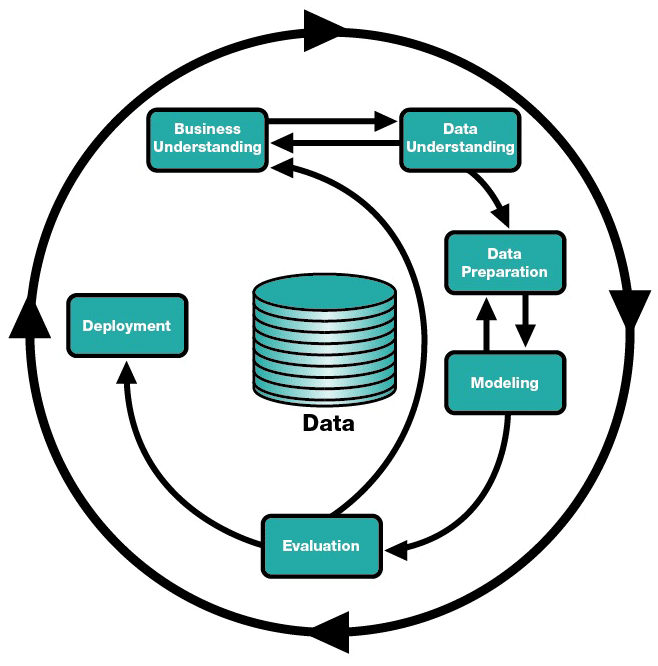 Business
Understanding
Data
Understanding
Data
Preparation
Deployment
Modeling
Data
Evaluation